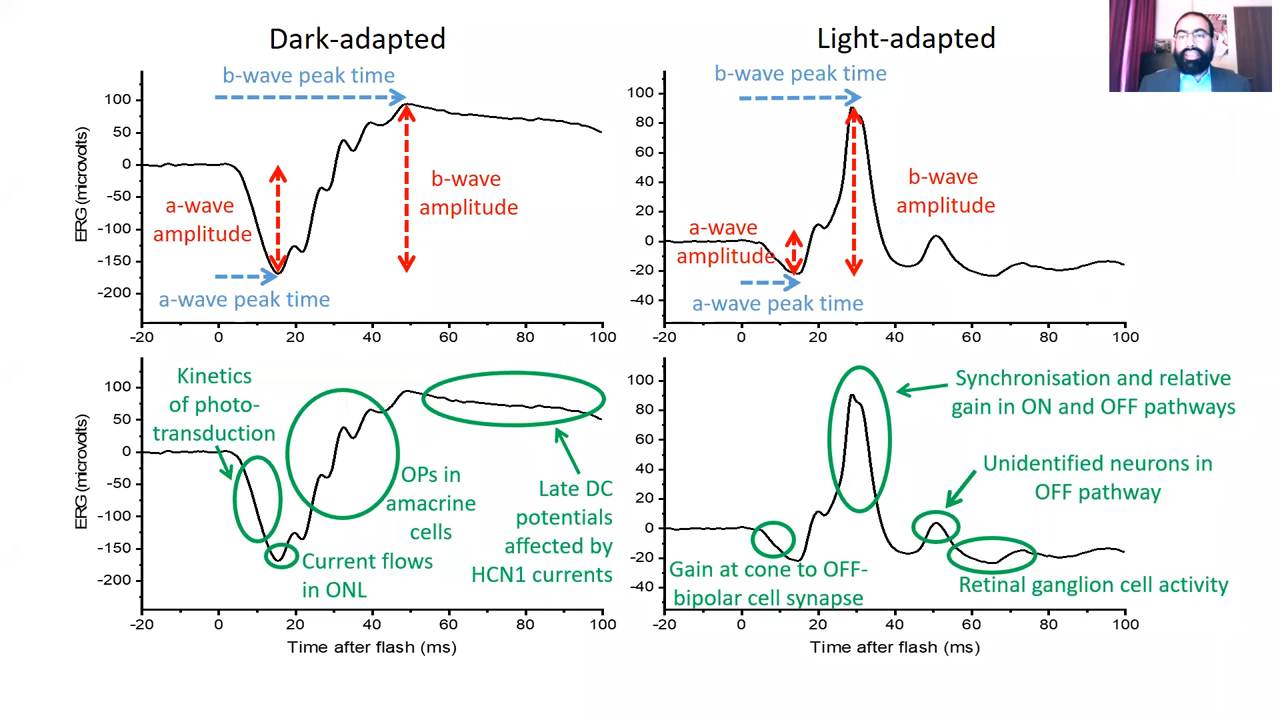 Dark-adapted
Light-adapted
b-wave peak time
ERG (microvolts)
100
50
0
-50
-100
-150
-200
a-wave
amplitude
b-wave
amplitude
a-wave peak time
-20
0
20
40
60
80
100
b-wave peak time
100
80
60
40
20
0
-20
-40
a-wave
amplitude
b-wave
amplitude
a-wave peak time
-20
0
20
40
60
80
100
ERG (microvolts)
100
50
0
-50
-100
-150
-200
Kinetics
of photo-
transduction
OPs in
amacrine
cells
Late DC
potentials
affected by
HCN1 currents
Current flows
in ONL
-20
0
20
40
60
80
100
Time after flash (ms)
100
80
60
40
20
0
-20
-40
Synchronisation and relative
gain in ON and OFF pathways
Unidentified neurons in
OFF pathway
Gain at cone to OFF-
bipolar cell synapse
Retinal ganglion cell activity
-20
0
20
40
60
80
100
Time after flash (ms)